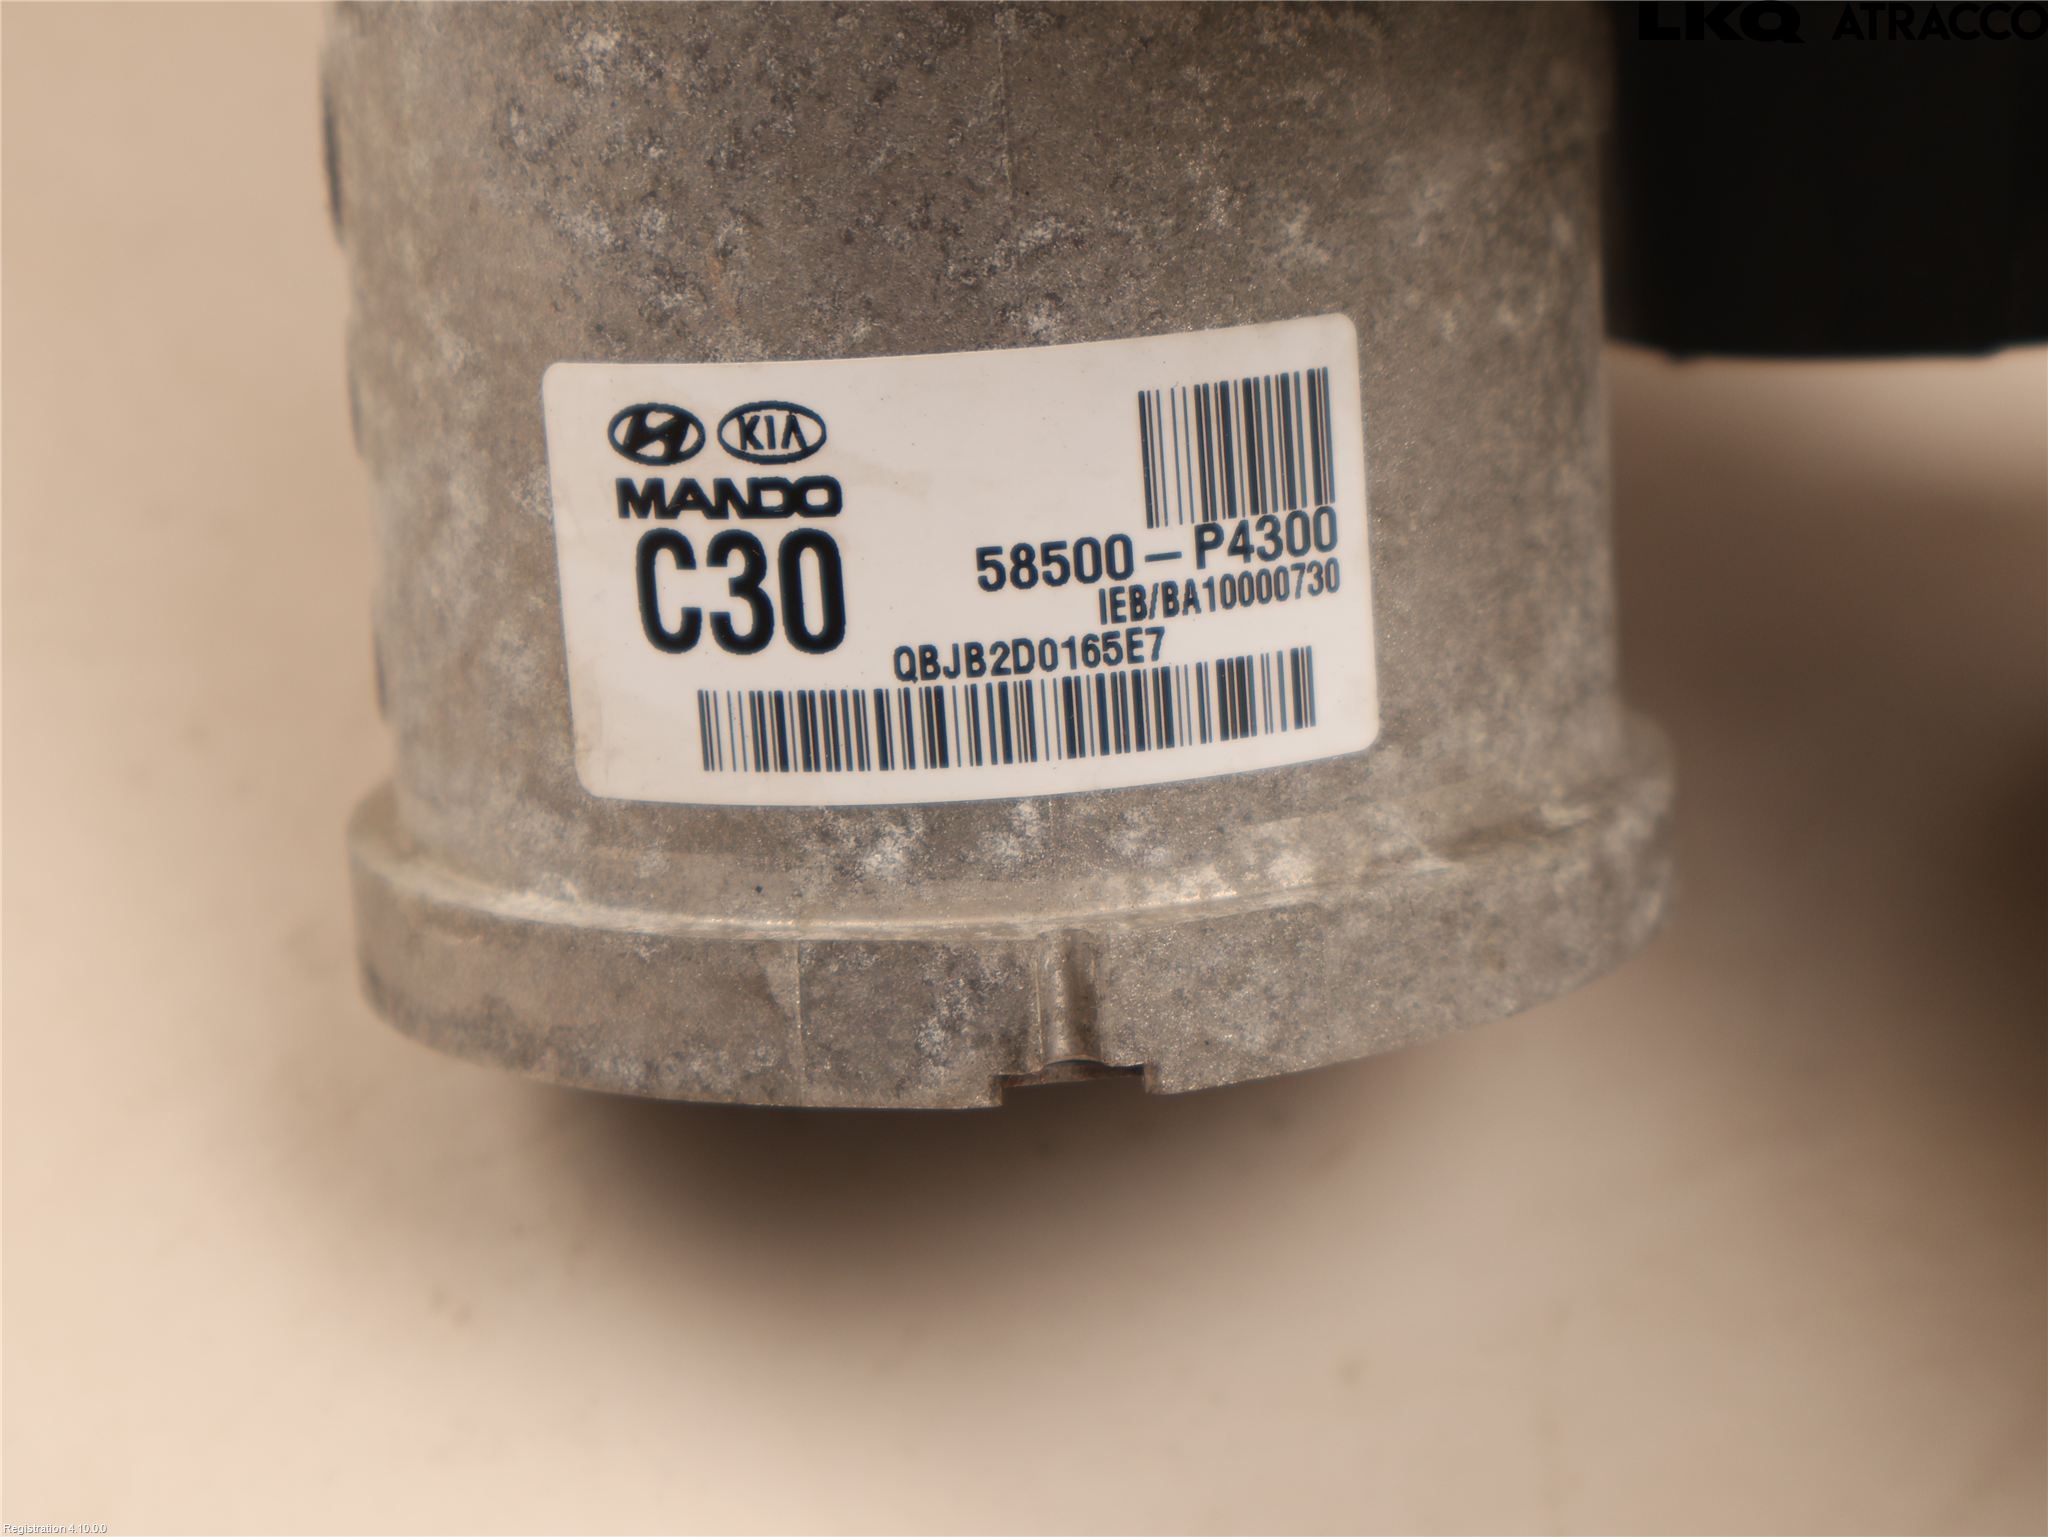 LKQ ATRACCO
KIA
MANDO
C30
58500-P4300
IEB/BA10000730
QBJB2D0165E7
Registration 4.10.0.0